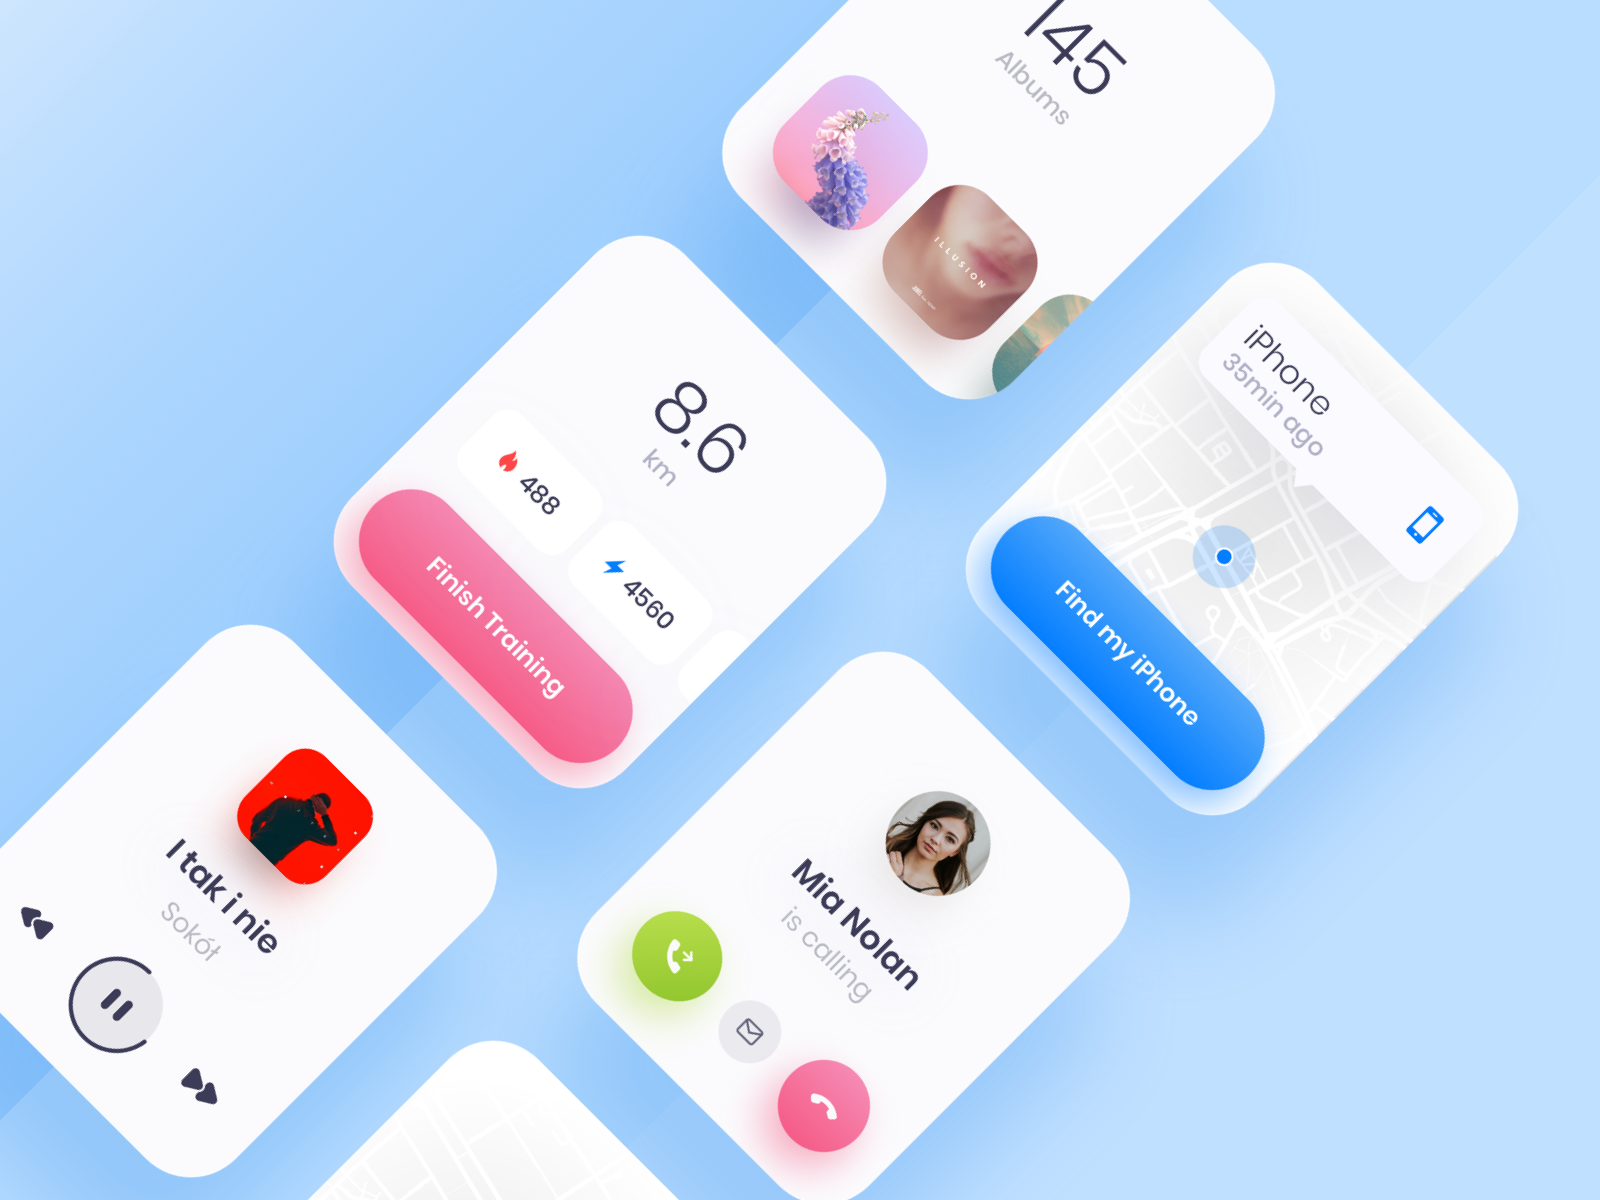 145
Albums
ILLUSION
8.6
km
488
4560
Finish Training
iPhone
35min ago
Find my iPhone
I tak i nie
Sokół
Mia Nolan
is calling